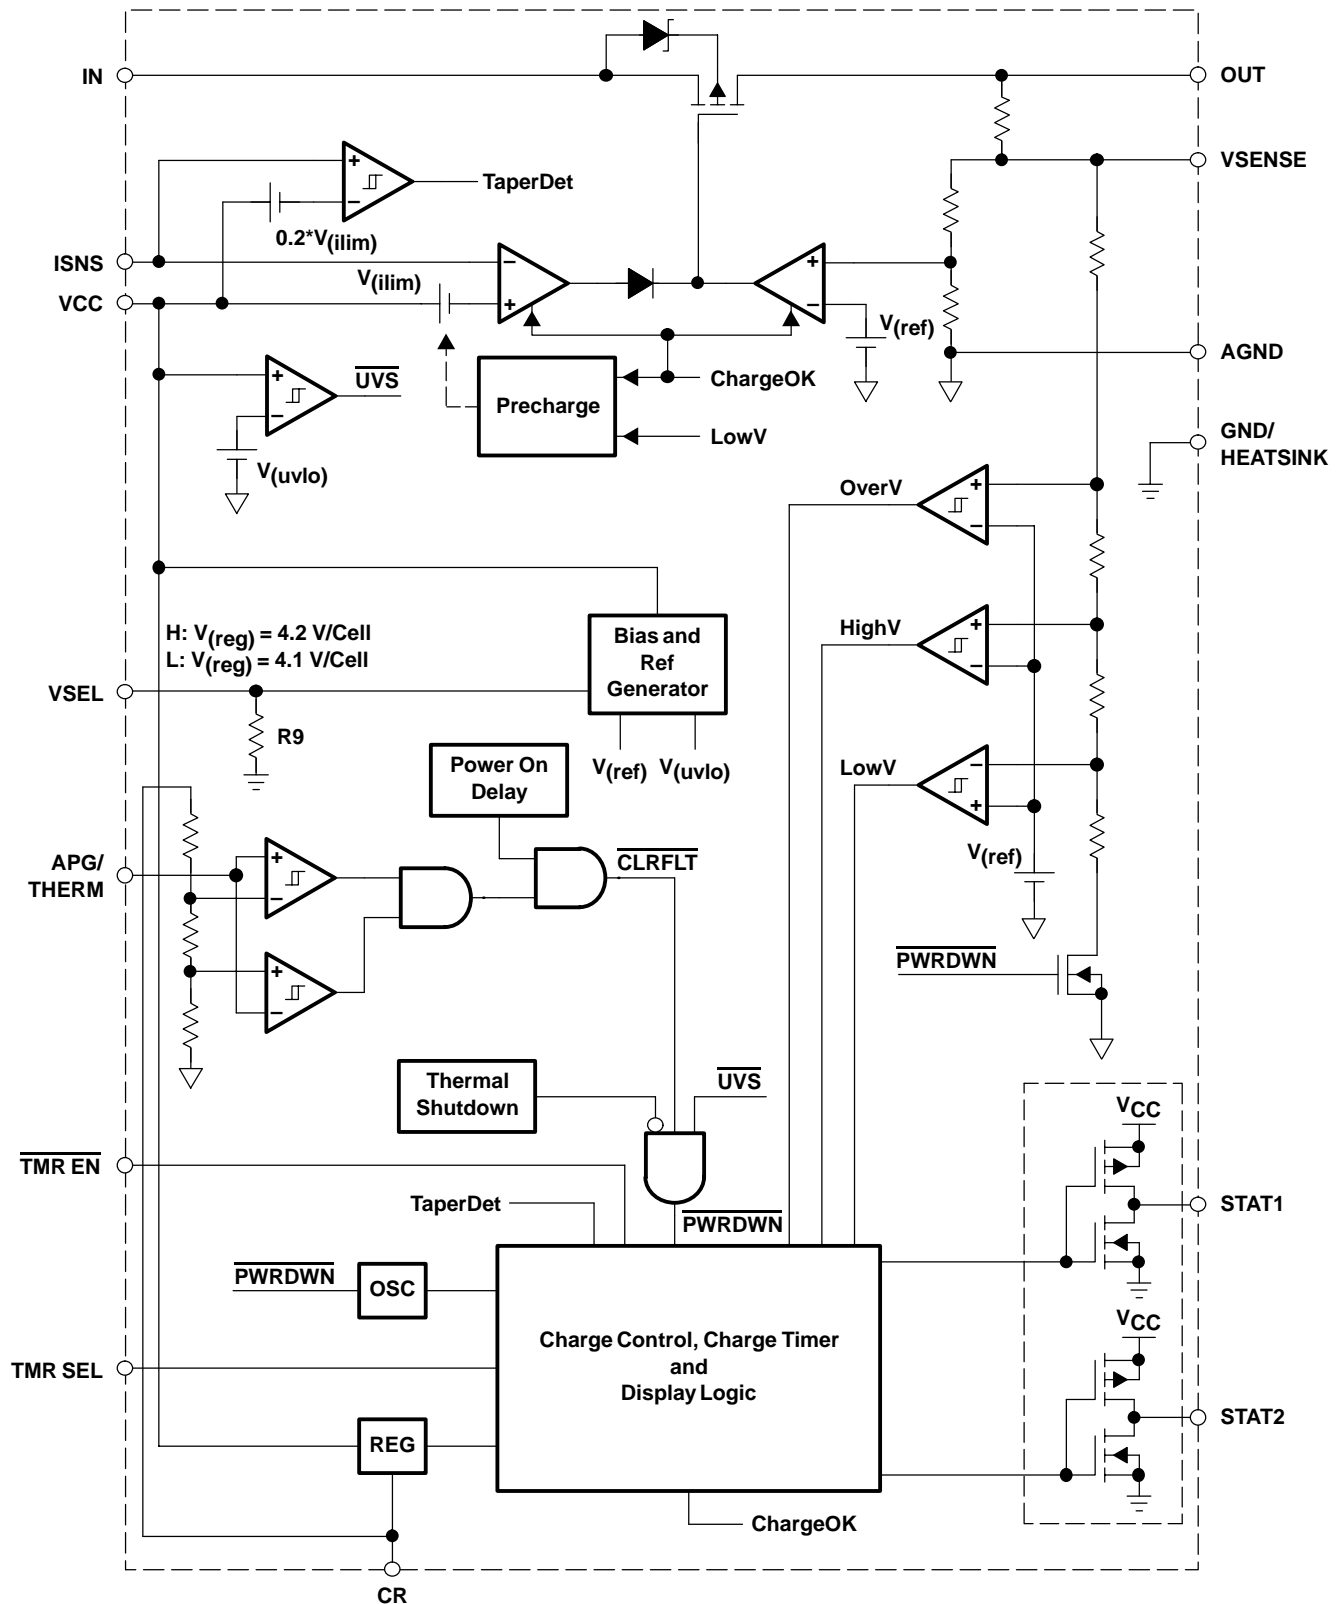 IN
OUT
VSENSE
+
−
TaperDet
0.2*V(ilim)
ISNS
V(ilim)
−
+
+
−
V(ref)
VCC
AGND
+
−
UVS
V(uvlo)
Precharge
ChargeOK
LowV
GND/
HEATSINK
OverV
+
−
H: V(reg) = 4.2 V/Cell
L: V(reg) = 4.1 V/Cell
Bias and
Ref
Generator
HighV
+
−
VSEL
R9
V(ref)
V(uvlo)
Power On
Delay
LowV
−
+
V(ref)
APG/
THERM
+
−
CLRFLT
+
−
PWRDWN
Thermal
Shutdown
UVS
VCC
TMR EN
TaperDet
PWRDWN
STAT1
PWRDWN
OSC
VCC
Charge Control, Charge Timer
and
Display Logic
TMR SEL
STAT2
REG
ChargeOK
CR